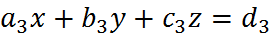 a₃x + b₃y + c₃z = d₃